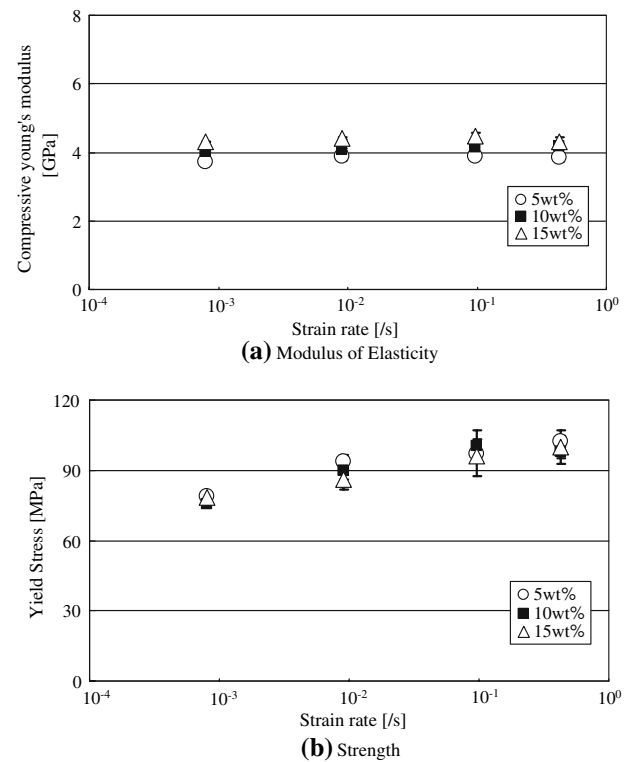 8
6
4
2
0
Compressive young's modulus
[GPa]
10-4
10-3
10-2
10-1
100
Strain rate [/s]
5wt%
10wt%
15wt%
(a) Modulus of Elasticity
120
90
60
30
0
Yield Stress [MPa]
10-4
10-3
10-2
10-1
100
Strain rate [/s]
5wt%
10wt%
15wt%
(b) Strength